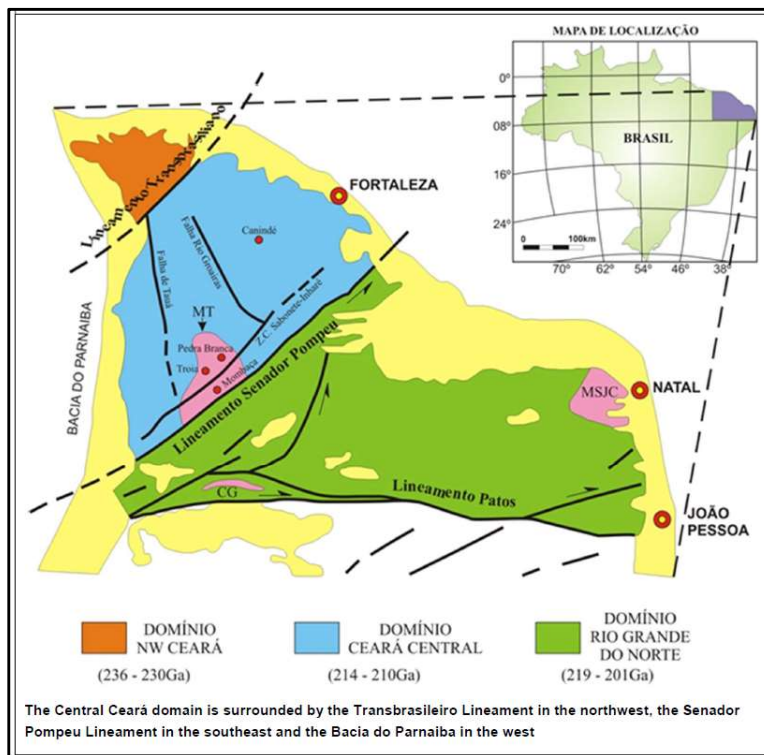 MAPA DE LOCALIZAÇÃO
0°
08°
16°
24°
BRASIL
0 100km
70° 62° 54° 46° 38°
Lineamento Transbrasiliano
FORTALEZA
Canindé
Falha Rio Groairas
Falha de Tauá
Z.C. Sabonete-Inharé
MT
Pedra Branca
Troia
Mombaça
BACIA DO PARNAIBA
Lineamento Senador Pompeu
MSJC
NATAL
CG
Lineamento Patos
JOÃO
PESSOA
DOMÍNIO
NW CEARÁ
(236 - 230Ga)
DOMÍNIO
CEARÁ CENTRAL
(214 - 210Ga)
DOMÍNIO
RIO GRANDE
DO NORTE
(219 - 201Ga)
The Central Ceará domain is surrounded by the Transbrasileiro Lineament in the northwest, the Senador
Pompeu Lineament in the southeast and the Bacia do Parnaiba in the west